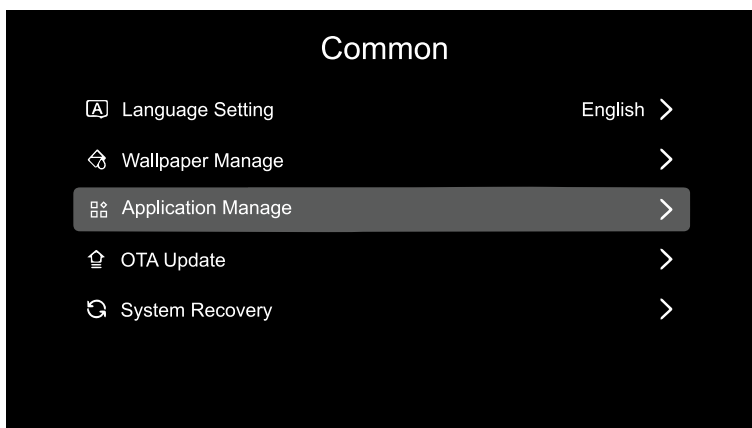 Common
Language Setting English
Wallpaper Manage
Application Manage
OTA Update
System Recovery